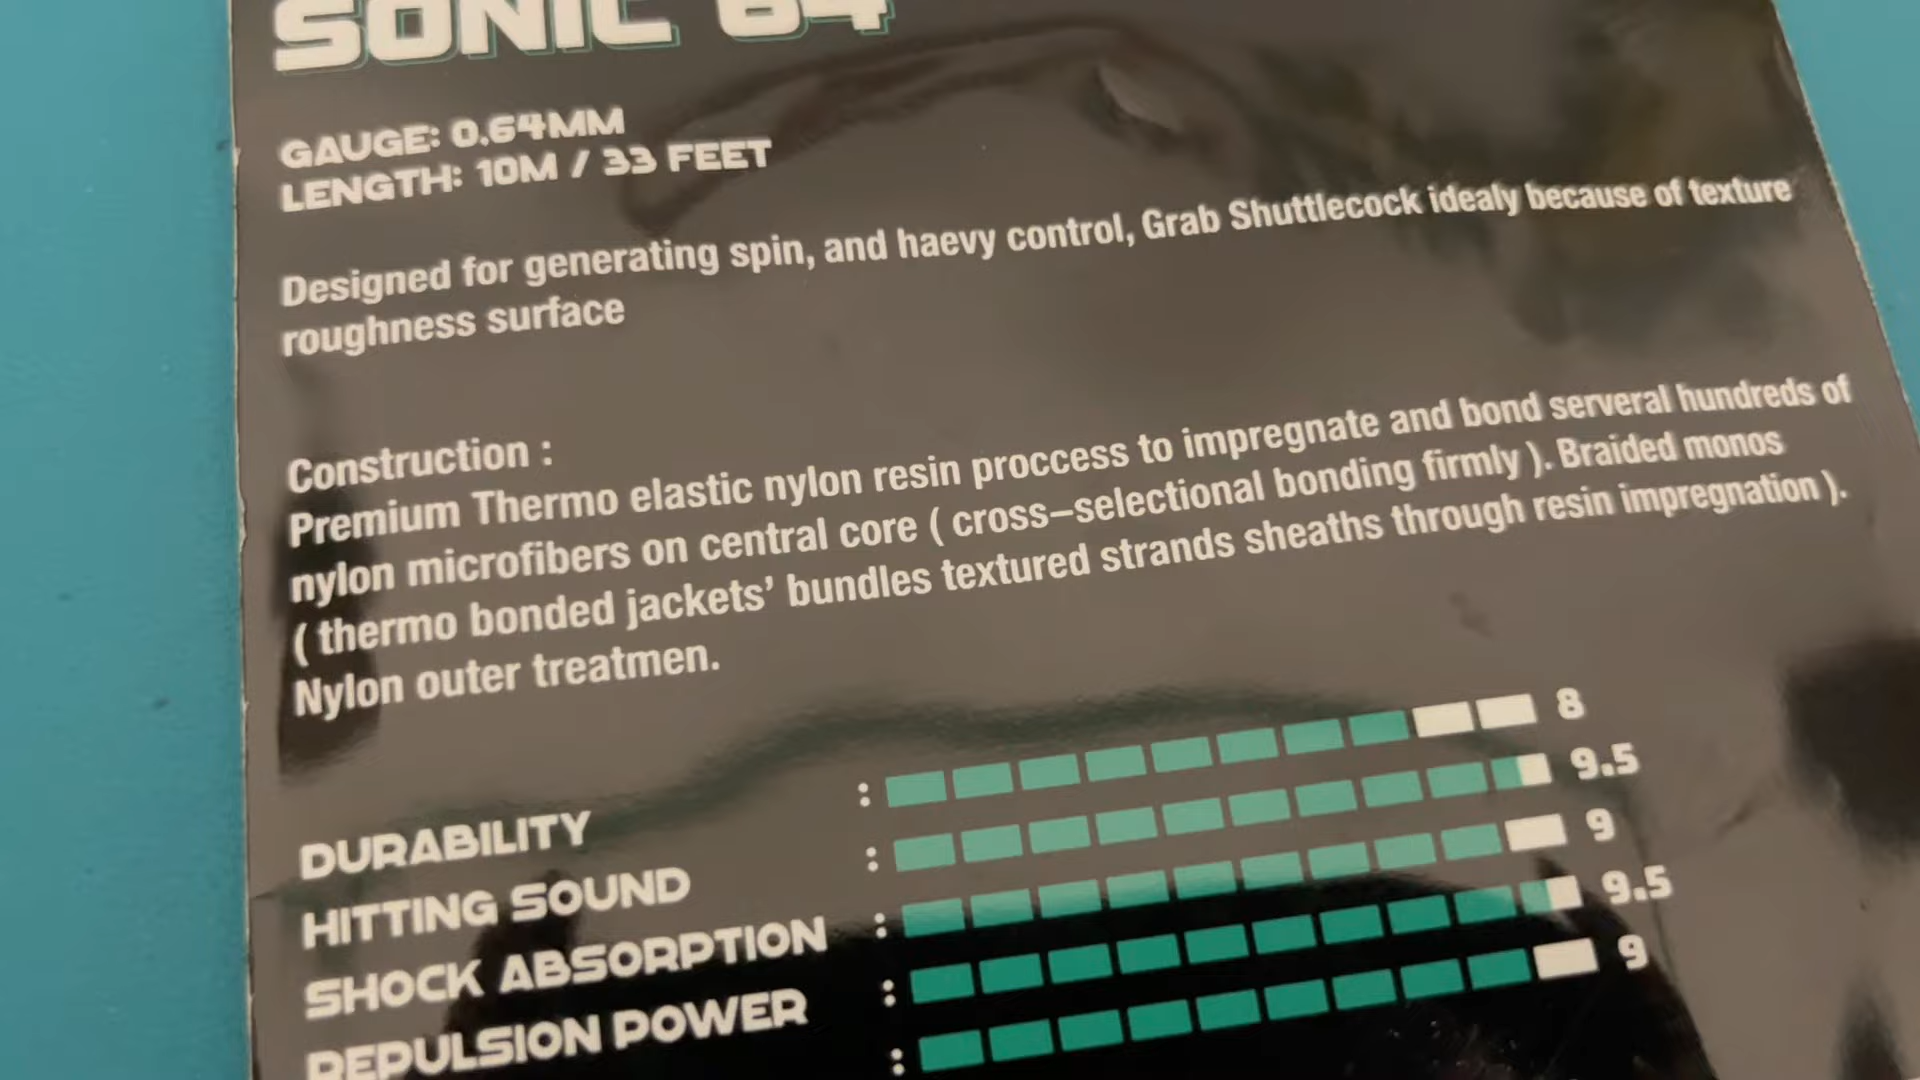 SONIC 64
GAUGE: 0.64MM
LENGTH: 10M / 33 FEET
Designed for generating spin, and haevy control, Grab Shuttlecock idealy because of texture
roughness surface
Construction :
Premium Thermo elastic nylon resin proccess to impregnate and bond serveral hundreds of
nylon microfibers on central core ( cross–selectional bonding firmly ). Braided monos
( thermo bonded jackets’ bundles textured strands sheaths through resin impregnation ).
Nylon outer treatmen.
DURABILITY : 8
HITTING SOUND : 9.5
SHOCK ABSORPTION : 9
REPULSION POWER : 9.5
: 9